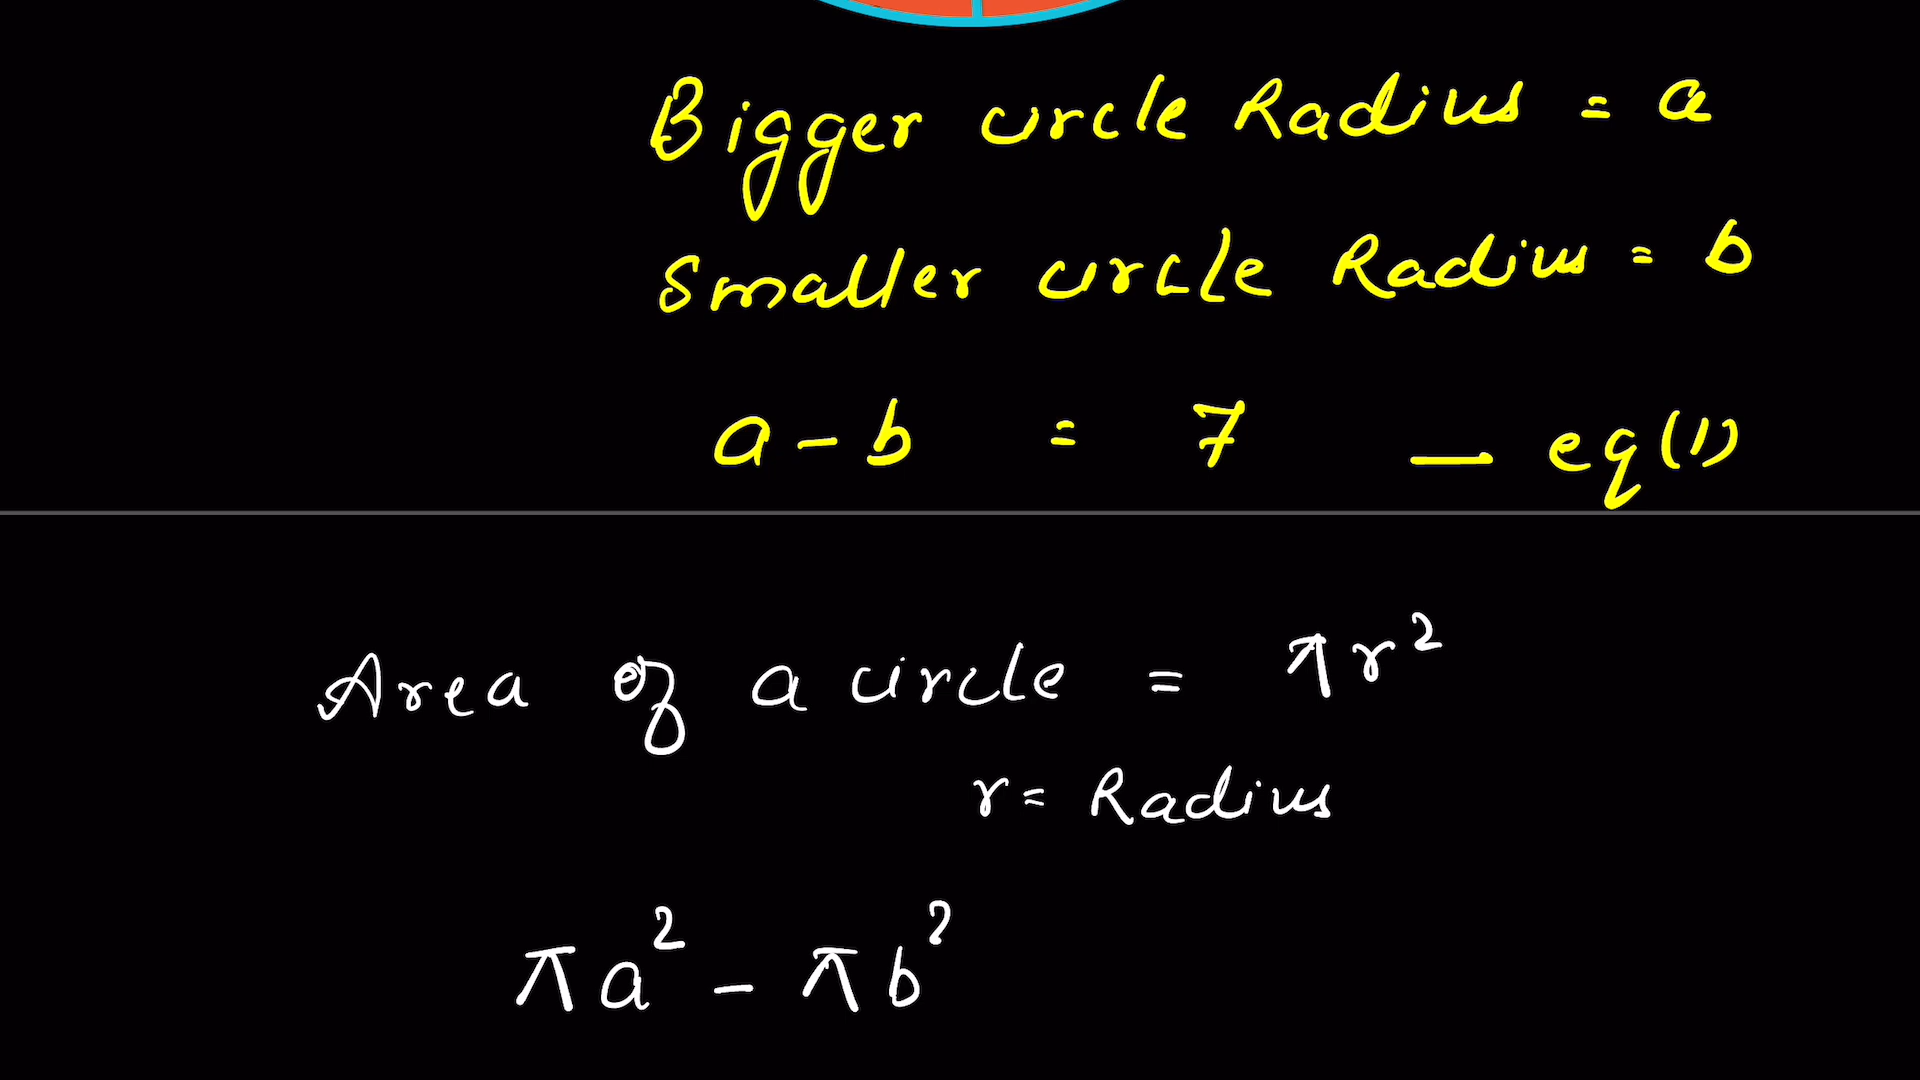 Bigger circle Radius = a
Smaller circle Radius = b
a - b = 7 — eq(1)
Area of a circle = πr²
r = Radius
πa² - πb²